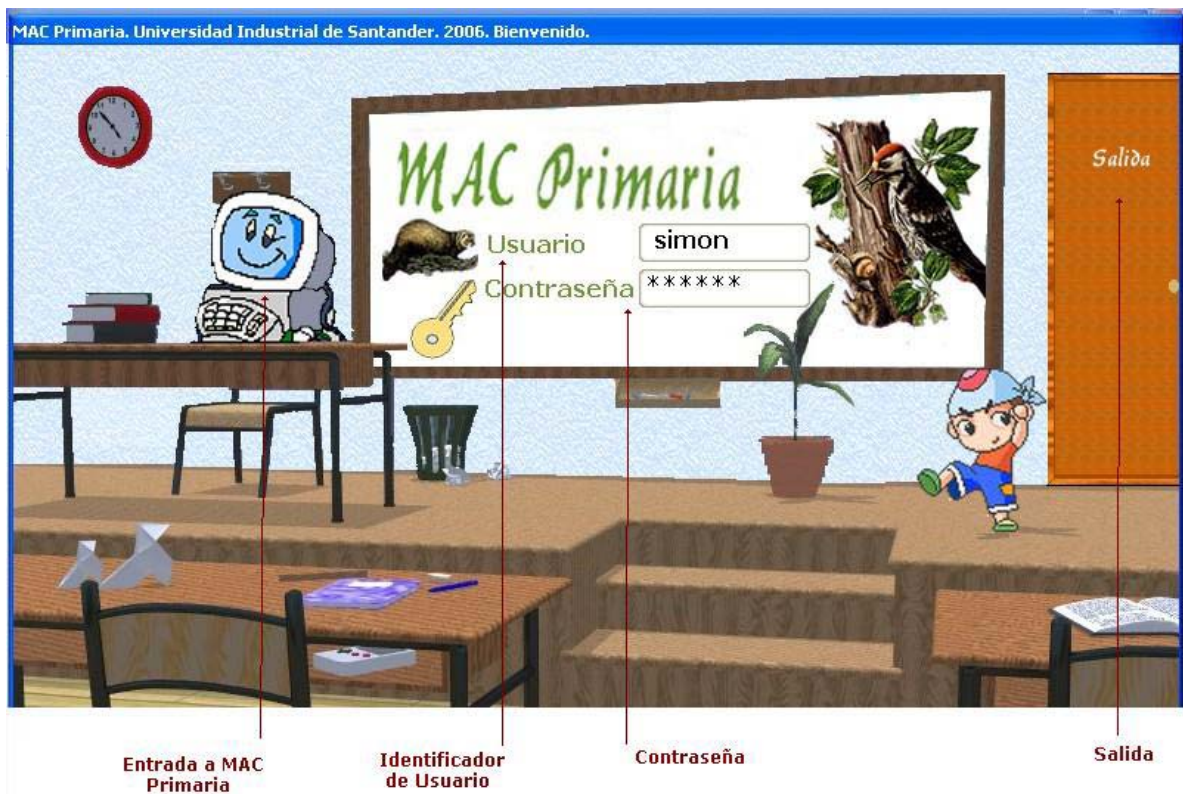 MAC Primaria. Universidad Industrial de Santander. 2006. Bienvenido.
MAC Primaria
Salida
Usuario
simon
Contraseña
******
Entrada a MAC
Primaria
Identificador
de Usuario
Contraseña
Salida